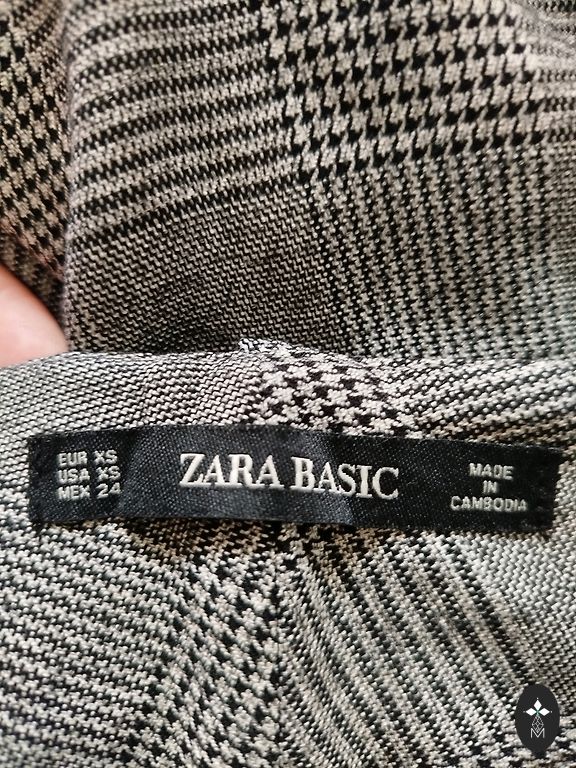 EUR XS
USA XS
MEX 24
ZARA BASIC
MADE
IN
CAMBODIA
M